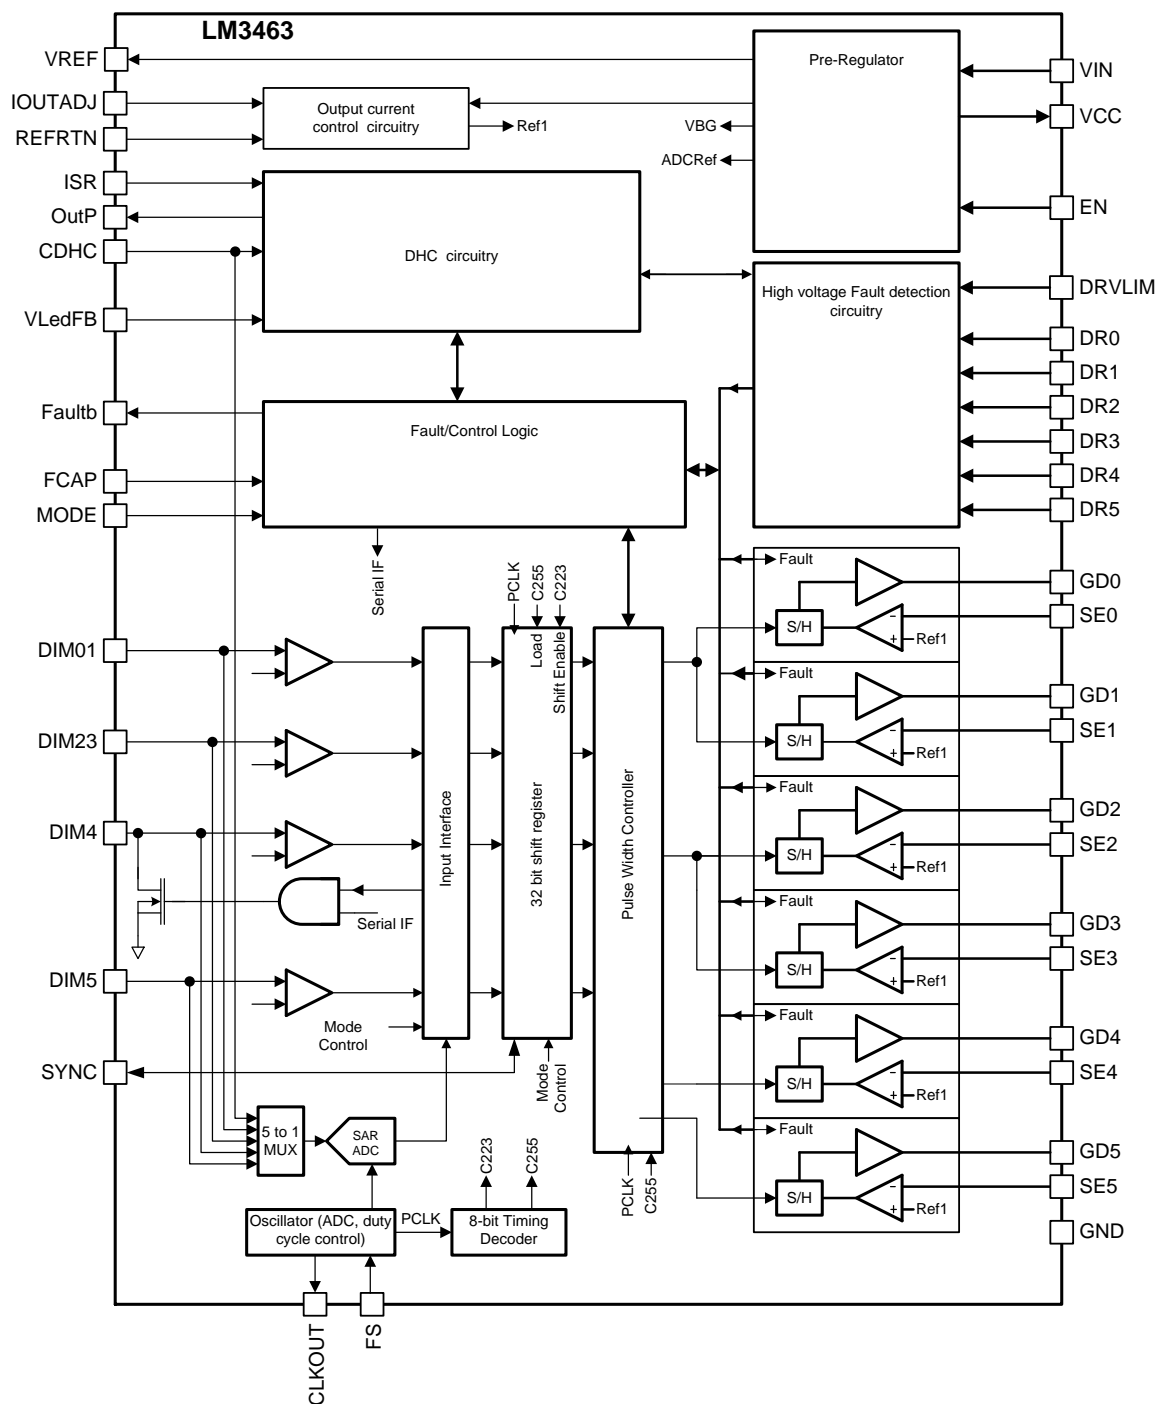 LM3463
VREF
IOUTADJ
REFRTN
ISR
OutP
CDHC
VLedFB
Faultb
FCAP
MODE
DIM01
DIM23
DIM4
DIM5
SYNC
Output current
control circuitry
Ref1
Pre-Regulator
VBG
ADCRef
DHC circuitry
High voltage Fault detection
circuitry
Fault/Control Logic
Serial IF
PCLK
C255
C223
Load
Shift Enable
Input Interface
32 bit shift register
Pulse Width Controller
Serial IF
Mode
Control
Mode
Control
5 to 1
MUX
SAR
ADC
C223
C255
PCLK
C255
Oscillator (ADC, duty
cycle control)
PCLK
8-bit Timing
Decoder
CLKOUT
FS
Fault
S/H
−
+
Ref1
Fault
S/H
−
+
Ref1
Fault
S/H
−
+
Ref1
Fault
S/H
−
+
Ref1
Fault
S/H
−
+
Ref1
Fault
S/H
−
+
Ref1
VIN
VCC
EN
DRVLIM
DR0
DR1
DR2
DR3
DR4
DR5
GD0
SE0
GD1
SE1
GD2
SE2
GD3
SE3
GD4
SE4
GD5
SE5
GND